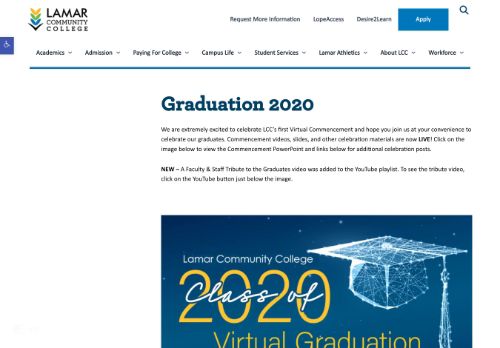 LAMAR
COMMUNITY
COLLEGE
Request More Information LopeAccess Desire2Learn Apply
Academics Admission Paying For College Campus Life Student Services Lamar Athletics About LCC Workforce
Graduation 2020
We are extremely excited to celebrate LCC's first Virtual Commencement and hope you join us at your convenience to
celebrate our graduates. Commencement videos, slides, and other celebration materials are now LIVE! Click on the
image below to view the Commencement PowerPoint and links below for additional celebration posts.
NEW – A Faculty & Staff Tribute to the Graduates video was added to the YouTube playlist. To see the tribute video,
click on the YouTube button just below the image.
Lamar Community College
2020
Class of
Virtual Graduation